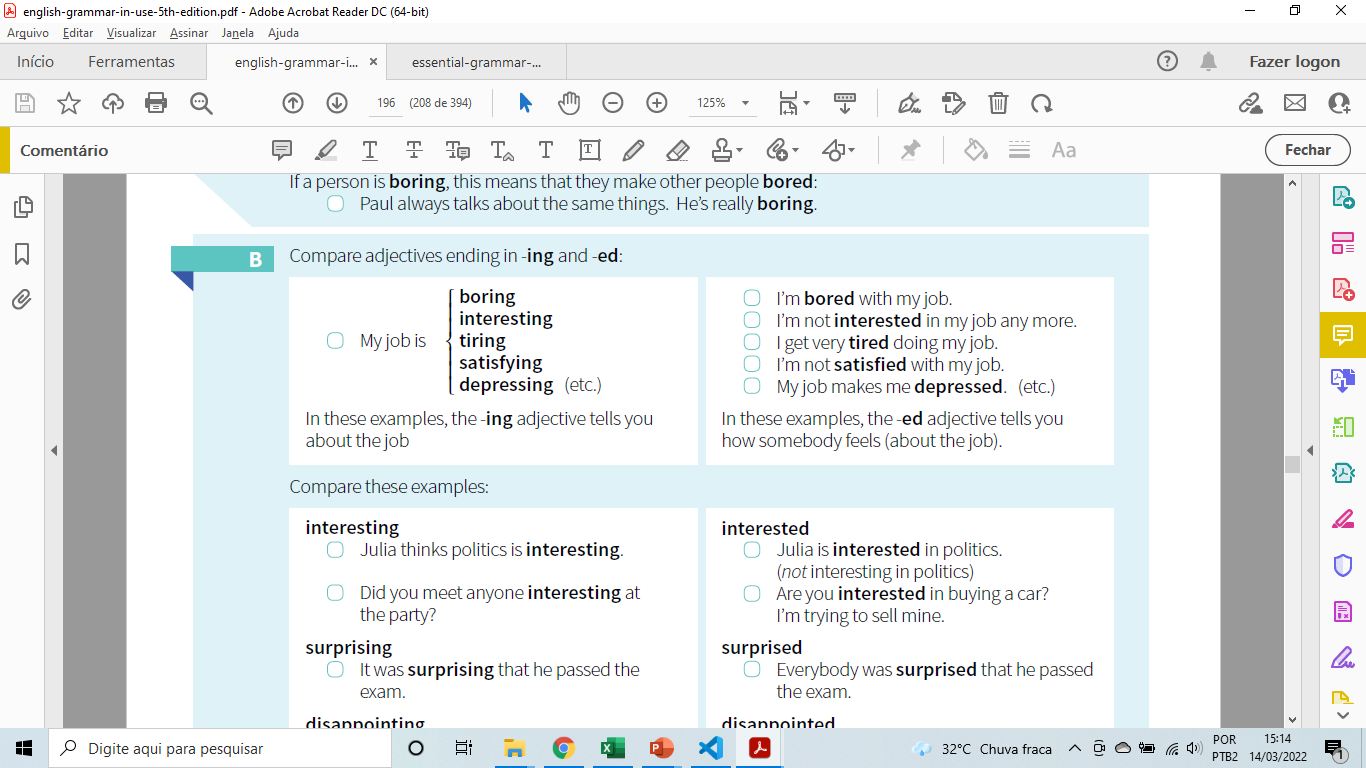 english-grammar-in-use-5th-edition.pdf - Adobe Acrobat Reader DC (64-bit)
Arquivo Editar Visualizar Assinar Janela Ajuda
Início Ferramentas english-grammar-i... × essential-grammar-... ? Fazer logon
196 (208 de 394) 125%
Comentário T T T T T T Aa Fechar
If a person is boring, this means that they make other people bored:
Paul always talks about the same things. He's really boring.
B Compare adjectives ending in -ing and -ed:
My job is
boring
interesting
tiring
satisfying
depressing (etc.)
In these examples, the -ing adjective tells you
about the job
I'm bored with my job.
I'm not interested in my job any more.
I get very tired doing my job.
I'm not satisfied with my job.
My job makes me depressed. (etc.)
In these examples, the -ed adjective tells you
how somebody feels (about the job).
Compare these examples:
interesting
Julia thinks politics is interesting.
Did you meet anyone interesting at
the party?
surprising
It was surprising that he passed the
exam.
disappointing
interested
Julia is interested in politics.
(not interesting in politics)
Are you interested in buying a car?
I'm trying to sell mine.
surprised
Everybody was surprised that he passed
the exam.
disappointed
Digite aqui para pesquisar
32°C Chuva fraca
POR
PTB2
15:14
14/03/2022
1